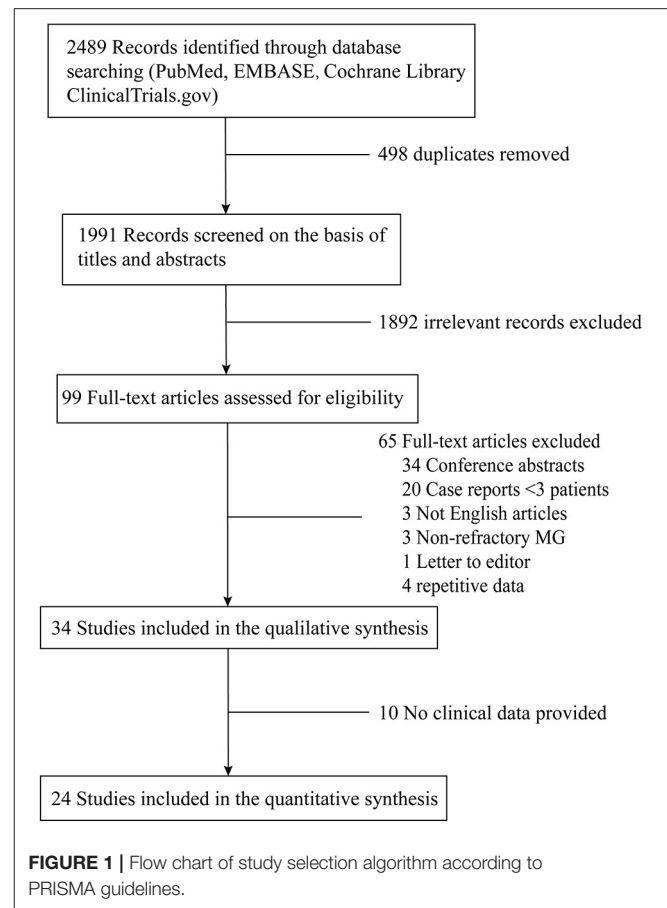 2489 Records identified through database
searching (PubMed, EMBASE, Cochrane Library
ClinicalTrials.gov)
498 duplicates removed
1991 Records screened on the basis of
titles and abstracts
1892 irrelevant records excluded
99 Full-text articles assessed for eligibility
65 Full-text articles excluded
34 Conference abstracts
20 Case reports <3 patients
3 Not English articles
3 Non-refractory MG
1 Letter to editor
4 repetitive data
34 Studies included in the qualilative synthesis
10 No clinical data provided
24 Studies included in the quantitative synthesis
FIGURE 1 | Flow chart of study selection algorithm according to
PRISMA guidelines.